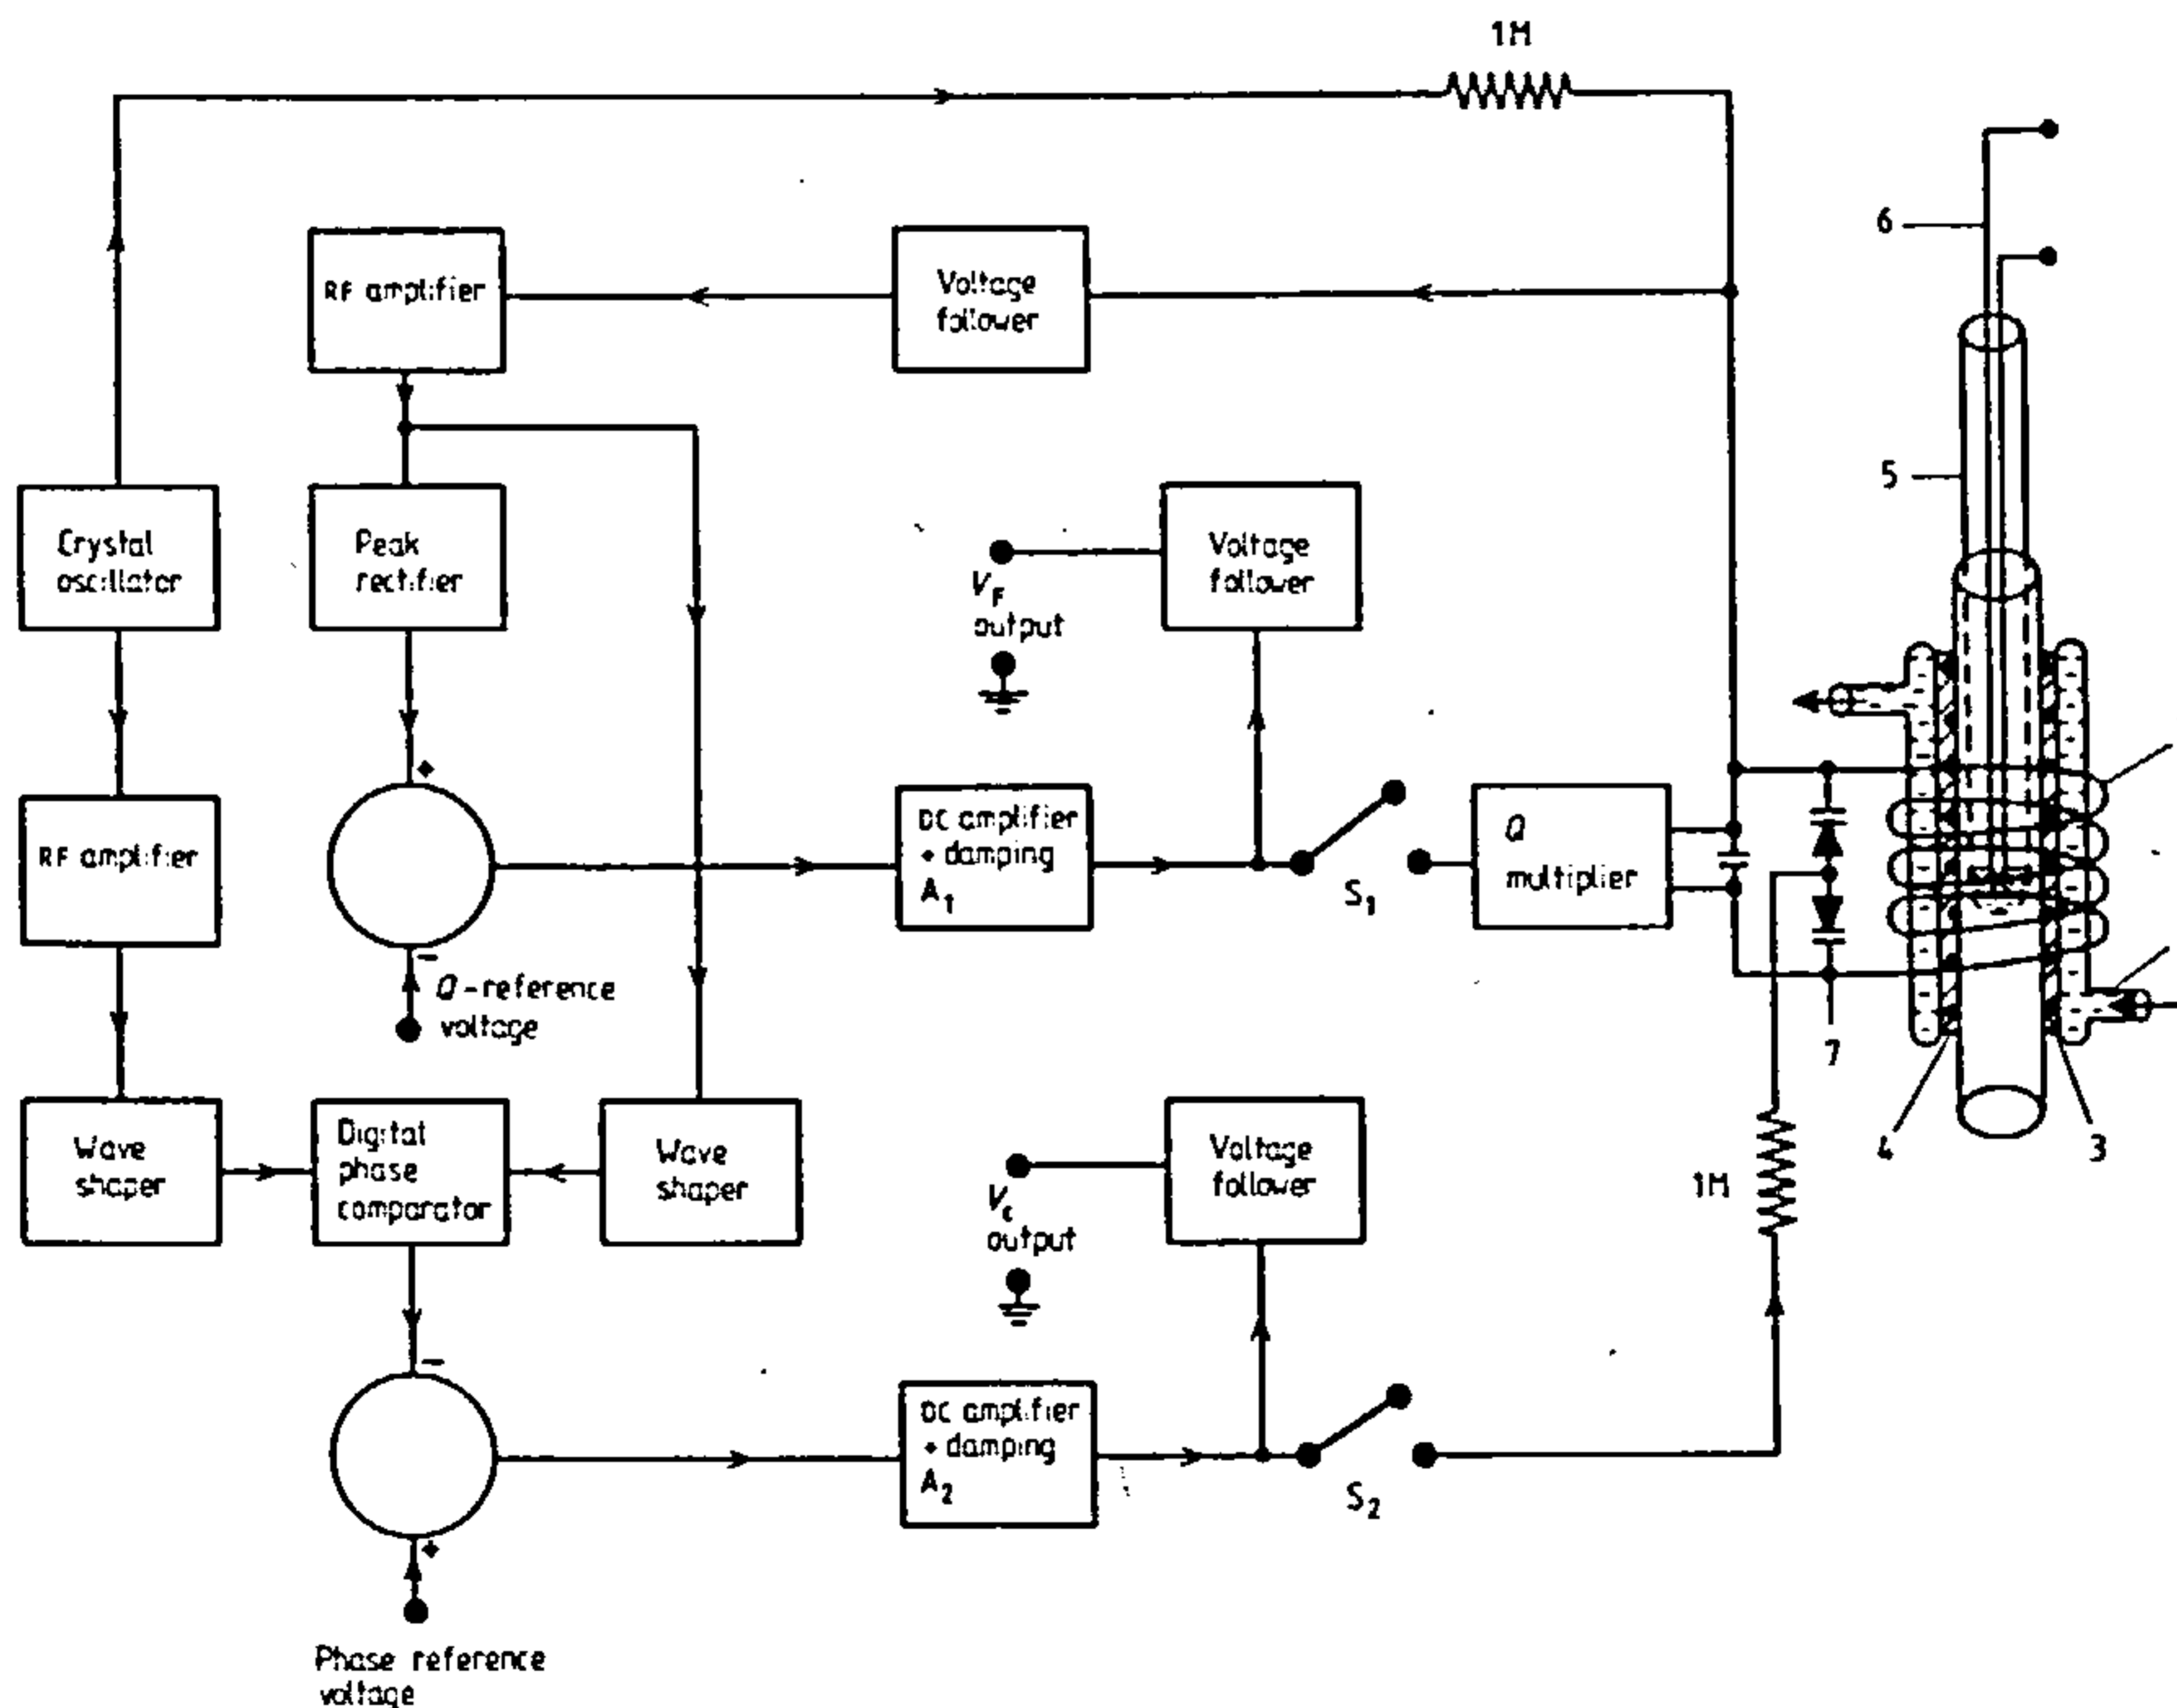 1M
6
RF amplifier
Voltage
follower
5
Crystal
oscillator
Peak
rectifier
V_F
output
Voltage
follower
+
RF amplifier
DC amplifier
+ damping
A_1
S_1
Q
multiplier
−
Q-reference
voltage
7
Wave
shaper
Digital
phase
comparator
Wave
shaper
V_c
output
Voltage
follower
1M
4
3
−
DC amplifier
+ damping
A_2
S_2
+
Phase reference
voltage